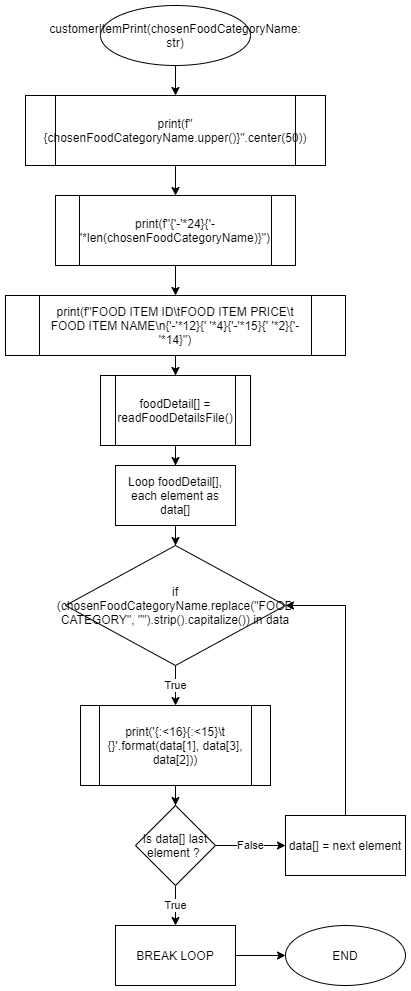 customerItemPrint(chosenFoodCategoryName:
str)
print(f"
{chosenFoodCategoryName.upper()}".center(50))
print(f"{'-'*24}{'-
'*len(chosenFoodCategoryName)}")
print(f"FOOD ITEM ID\tFOOD ITEM PRICE\t
FOOD ITEM NAME\n{'-'*12}{' '*4}{'-'*15}{' '*2}{'-
'*14}")
foodDetail[] =
readFoodDetailsFile()
Loop foodDetail[],
each element as
data[]
if
(chosenFoodCategoryName.replace("FOOD
CATEGORY", "").strip().capitalize()) in data
True
print('{:<16}{:<15}\t
{}'.format(data[1], data[3],
data[2]))
Is data[] last
element ?
False
data[] = next element
True
BREAK LOOP
END